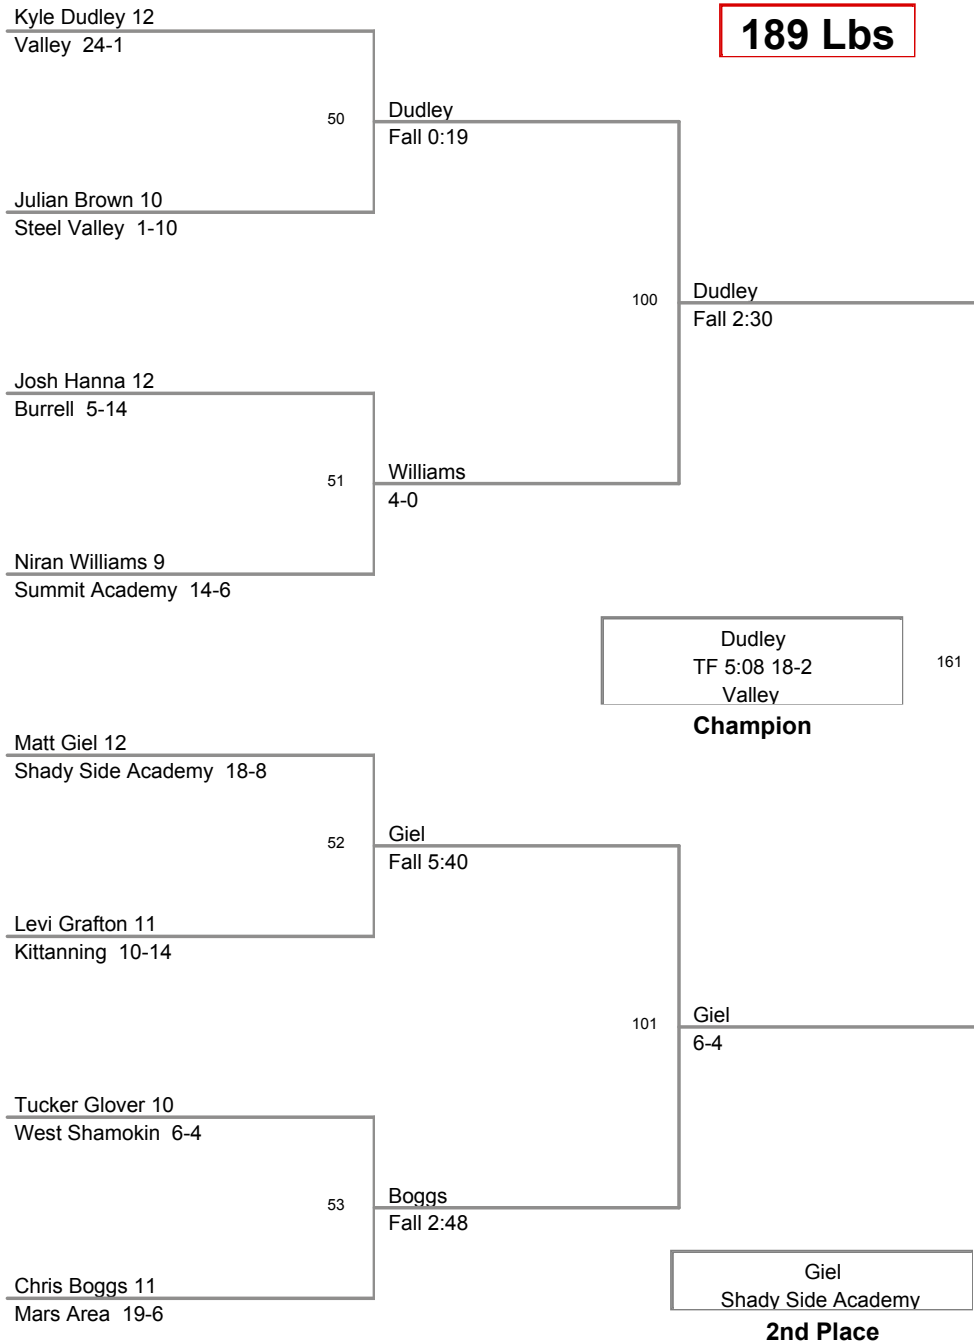 Kyle Dudley 12
Valley 24-1
189 Lbs
50
Dudley
Fall 0:19
Julian Brown 10
Steel Valley 1-10
100
Dudley
Fall 2:30
Josh Hanna 12
Burrell 5-14
51
Williams
4-0
Niran Williams 9
Summit Academy 14-6
Dudley
TF 5:08 18-2
Valley
161
Champion
Matt Giel 12
Shady Side Academy 18-8
52
Giel
Fall 5:40
Levi Grafton 11
Kittanning 10-14
101
Giel
6-4
Tucker Glover 10
West Shamokin 6-4
53
Boggs
Fall 2:48
Chris Boggs 11
Mars Area 19-6
Giel
Shady Side Academy
2nd Place